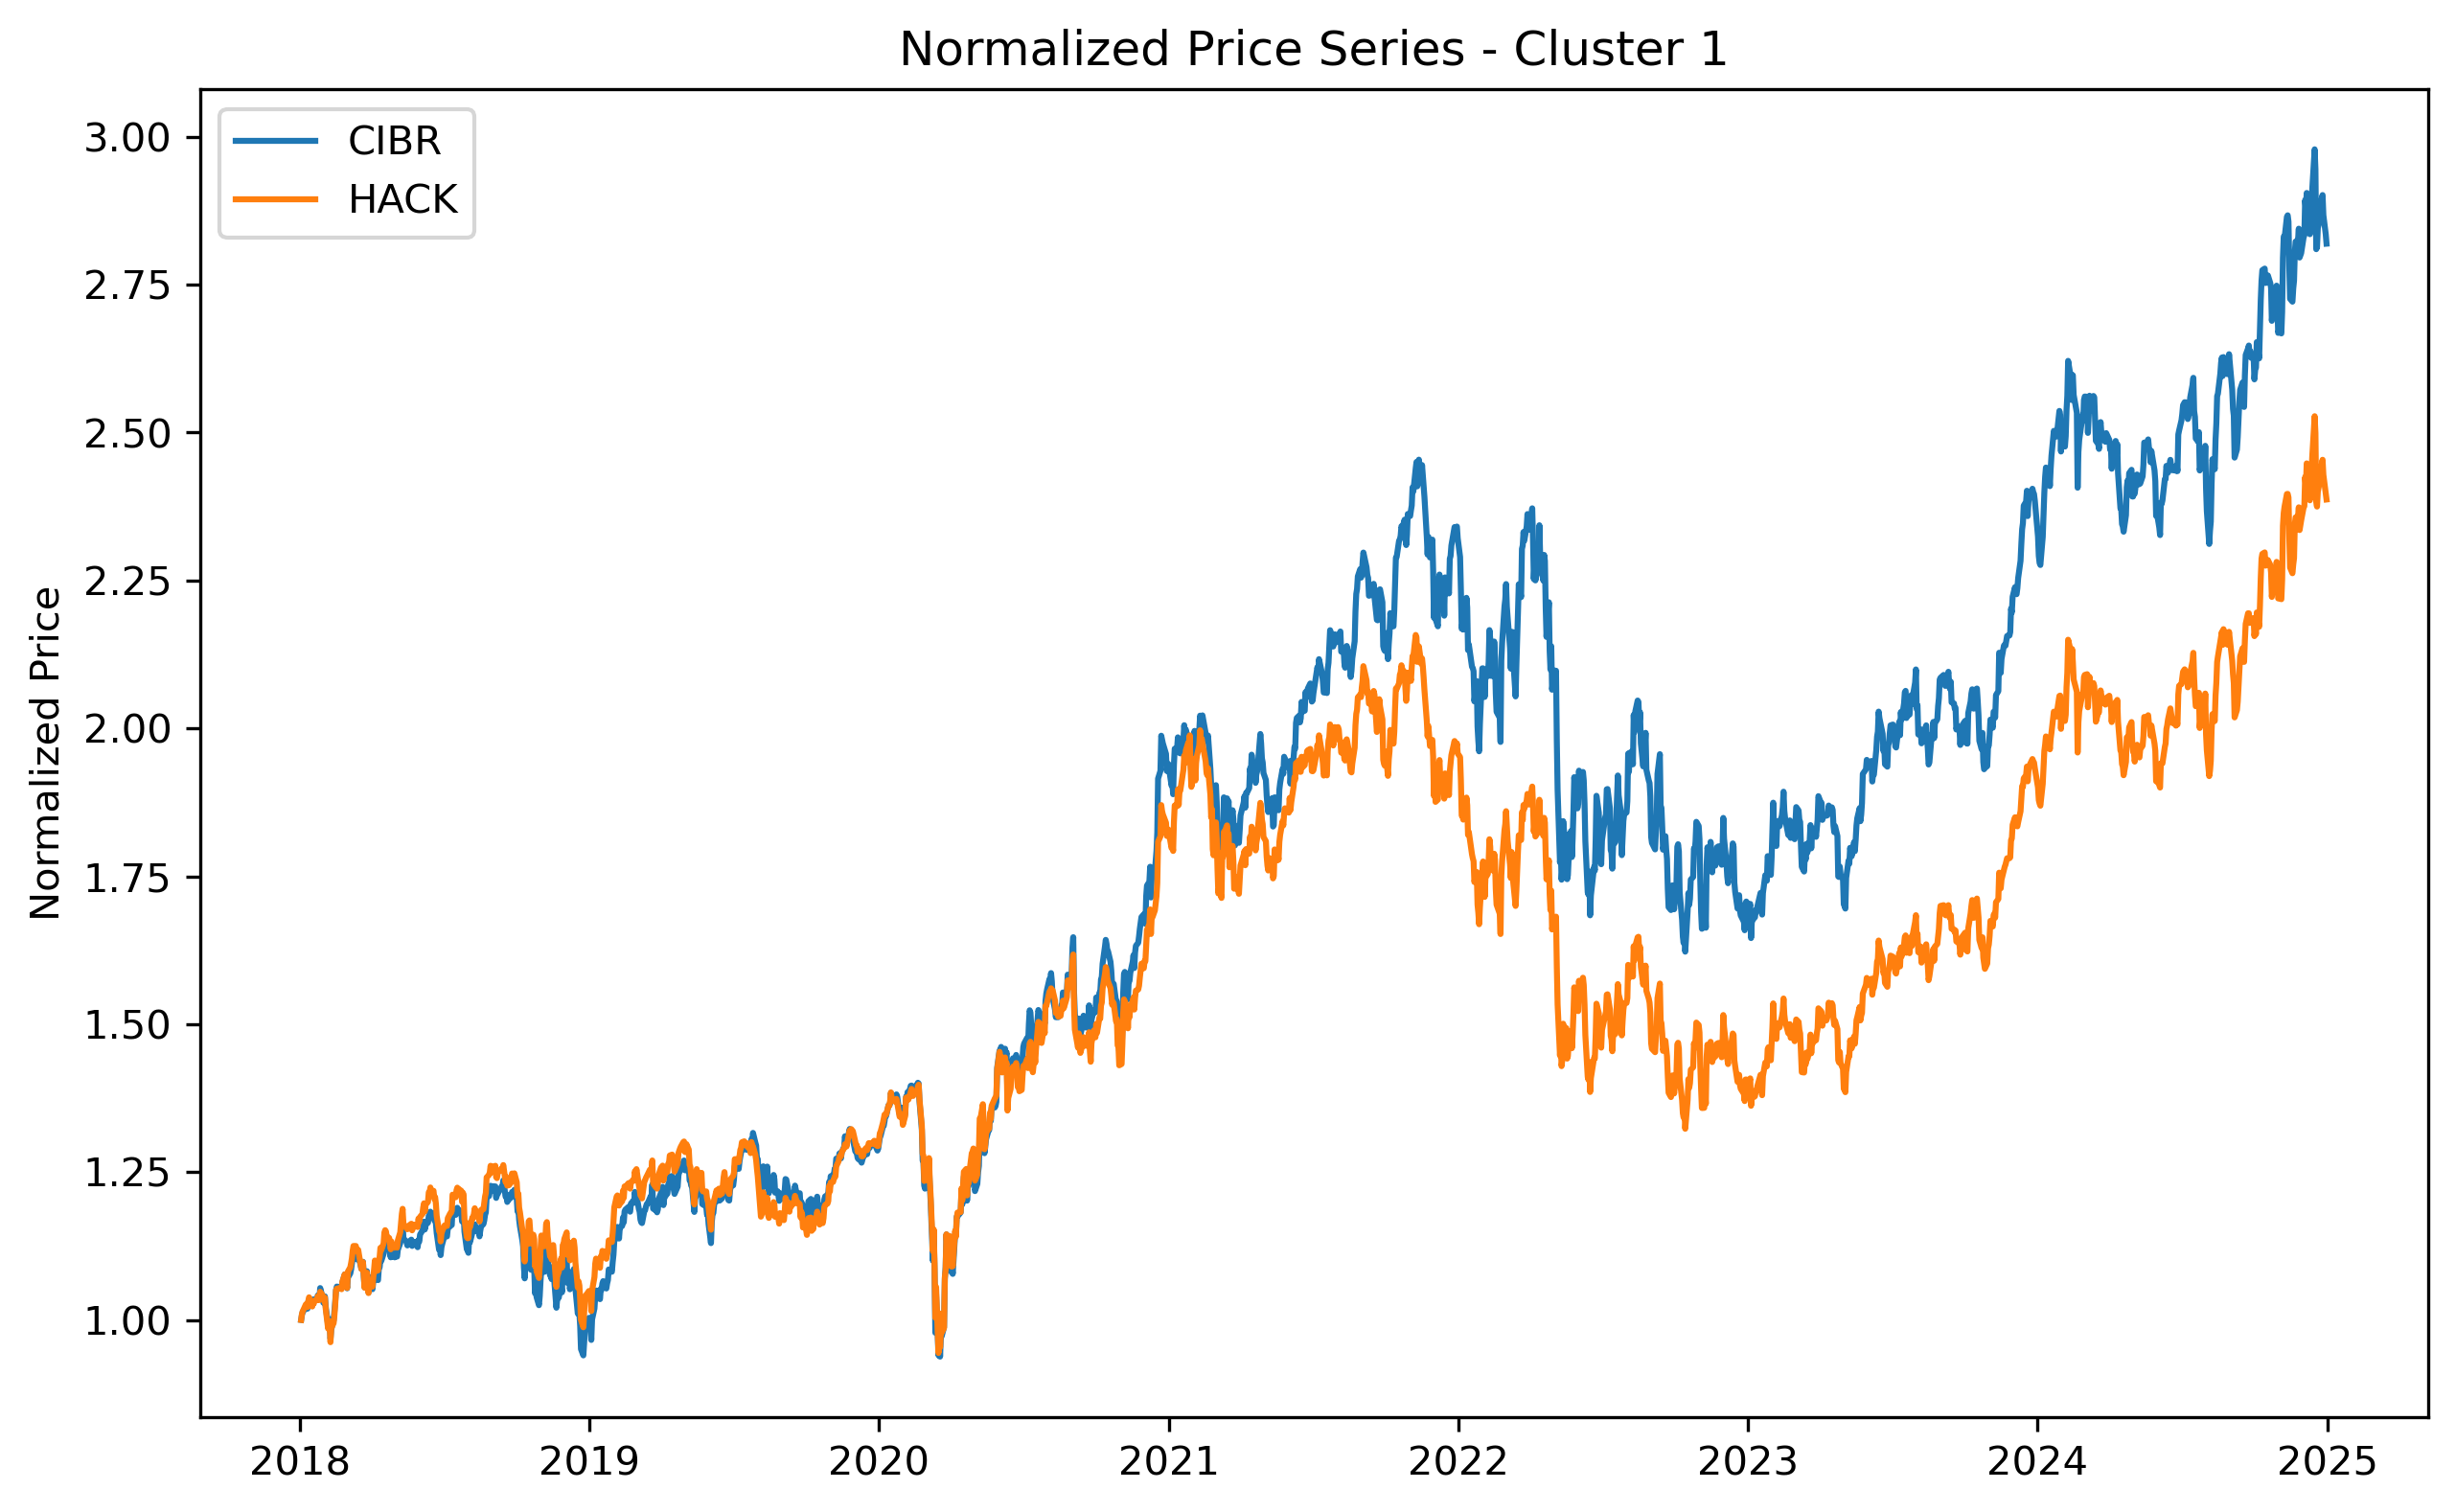 Normalized Price Series - Cluster 1
CIBR
HACK
Normalized Price
3.00
2.75
2.50
2.25
2.00
1.75
1.50
1.25
1.00
2018 2019 2020 2021 2022 2023 2024 2025